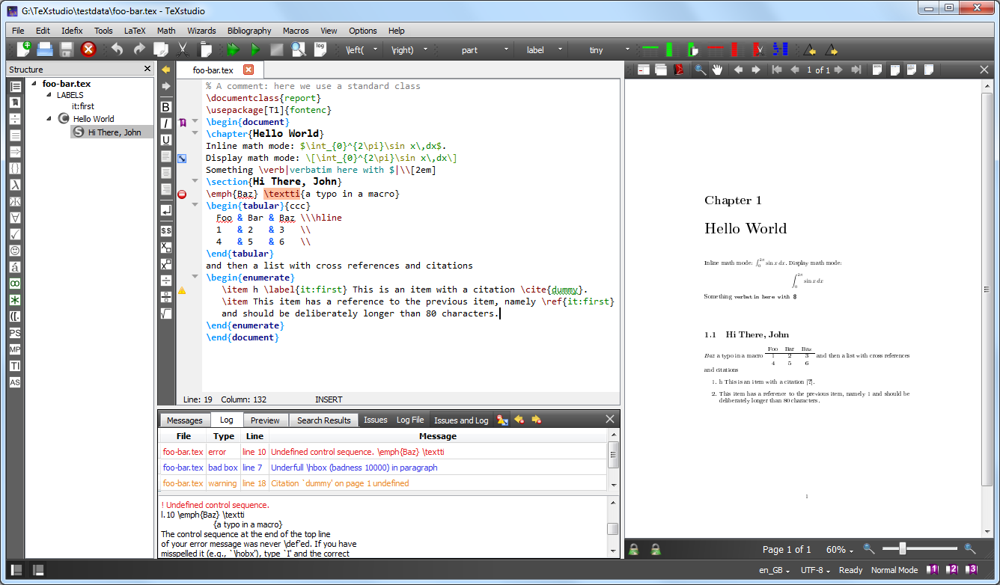 G:\TeXstudio\testdata\foo-bar.tex - TeXstudio
File Edit Idefix Tools LaTeX Math Wizards Bibliography Macros View Options Help
log \left( \right) part label tiny
Structure
foo-bar.tex
LABELS
it:first
Hello World
Hi There, John
PS
MP
TI
AS
B
I
U
$$
foo-bar.tex
% A comment: here we use a standard class
\documentclass{report}
\usepackage[T1]{fontenc}
\begin{document}
\chapter{Hello World}
Inline math mode: $\int_{0}^{2\pi}\sin x\,dx$.
Display math mode: \[\int_{0}^{2\pi}\sin x\,dx\]
Something \verb|verbatim here with $|\\[2em]
\section{Hi There, John}
\emph{Baz} \textti{a typo in a macro}
\begin{tabular}{ccc}
Foo & Bar & Baz \\\hline
1 & 2 & 3 \\
4 & 5 & 6 \\
\end{tabular}
and then a list with cross references and citations
\begin{enumerate}
\item h \label{it:first} This is an item with a citation \cite{dummy}.
\item This item has a reference to the previous item, namely \ref{it:first}
and should be deliberately longer than 80 characters.
\end{enumerate}
\end{document}
Line: 19 Column: 132 INSERT
Messages Log Preview Search Results Issues Log File Issues and Log
File Type Line Message
foo-bar.tex error line 10 Undefined control sequence. \emph{Baz} \textti
foo-bar.tex bad box line 7 Underfull \hbox (badness 10000) in paragraph
foo-bar.tex warning line 18 Citation `dummy' on page 1 undefined
! Undefined control sequence.
l.10 \emph{Baz} \textti
{a typo in a macro}
The control sequence at the end of the top line
of your error message was never \def'ed. If you have
misspelled it (e.g., `\hobx'), type `I' and the correct
1 of 1
Chapter 1
Hello World
Inline math mode: ∫₀^2π sin x dx. Display math mode:
∫₀^2π sin x dx
Something verbatim here with $
1.1 Hi There, John
Foo Bar Baz
Baz a typo in a macro 1 2 3 and then a list with cross references
4 5 6
and citations
1. h This is an item with a citation [?].
2. This item has a reference to the previous item, namely 1 and should be
deliberately longer than 80 characters.
1
Page 1 of 1 60%
en_GB UTF-8 Ready Normal Mode 1 2 3